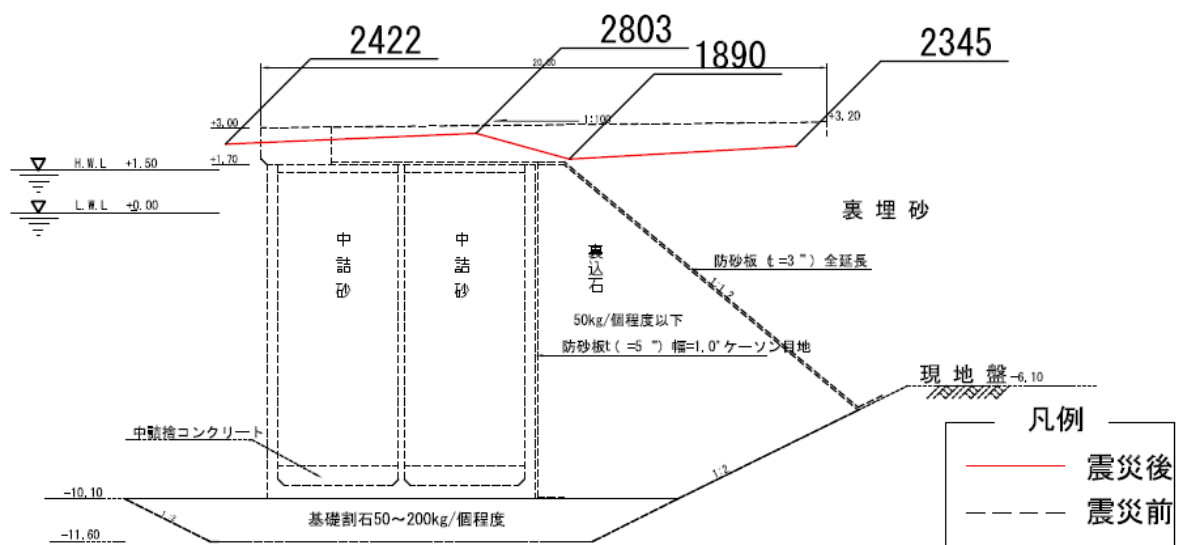 2422
2803
1890
2345
20.00
+3.00
1:100
+3.20
H.W.L +1.50
+1.70
L.W.L +0.00
裏埋砂
中詰砂
中詰砂
裏込石
防砂板 (t=3 ") 全延長
1:1.2
50kg/個程度以下
防砂板t( =5 ") 幅=1.0" ケーソン目地
現地盤 -6.10
中詰捨コンクリート
凡例
震災後
震災前
1:2
-10.10
1:2
基礎割石50～200kg/個程度
-11.60